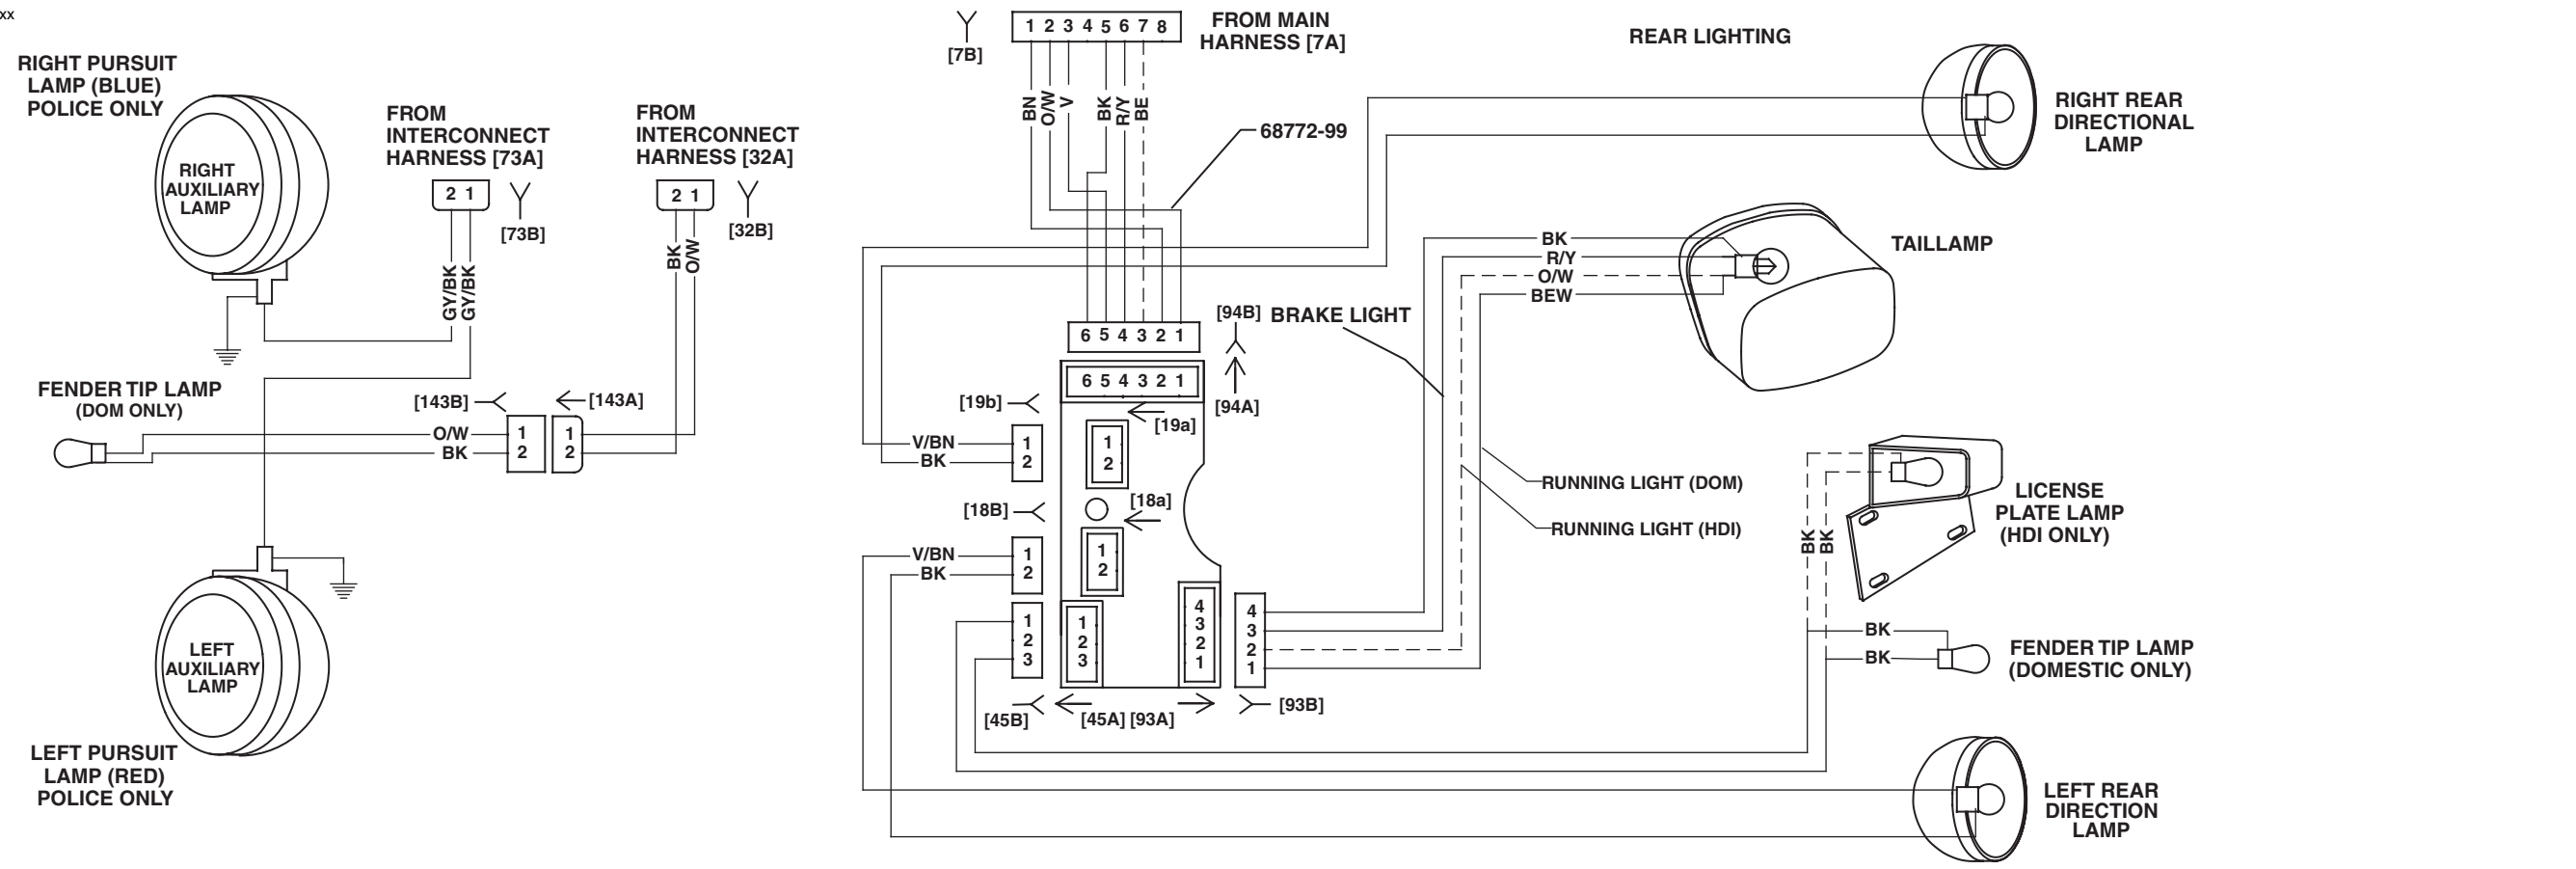 xx
RIGHT PURSUIT
LAMP (BLUE)
POLICE ONLY
RIGHT
AUXILIARY
LAMP
FROM
INTERCONNECT
HARNESS [73A]
2 1
[73B]
GY/BK
GY/BK
FROM
INTERCONNECT
HARNESS [32A]
2 1
[32B]
BK
O/W
FENDER TIP LAMP
(DOM ONLY)
[143B]
[143A]
O/W
BK
1
2
1
2
LEFT
AUXILIARY
LAMP
LEFT PURSUIT
LAMP (RED)
POLICE ONLY
[7B]
1 2 3 4 5 6 7 8
FROM MAIN
HARNESS [7A]
BN
O/W
V
BK
R/Y
BE
68772-99
REAR LIGHTING
RIGHT REAR
DIRECTIONAL
LAMP
6 5 4 3 2 1
[94B]
6 5 4 3 2 1
[94A]
BRAKE LIGHT
BK
R/Y
O/W
BEW
TAILLAMP
[19b]
[19a]
V/BN
BK
1
2
1
2
[18B]
[18a]
V/BN
BK
1
2
1
2
1
2
3
1
2
3
4
3
2
1
4
3
2
1
[45B]
[45A] [93A]
[93B]
RUNNING LIGHT (DOM)
RUNNING LIGHT (HDI)
LICENSE
PLATE LAMP
(HDI ONLY)
BK
BK
BK
BK
FENDER TIP LAMP
(DOMESTIC ONLY)
LEFT REAR
DIRECTION
LAMP